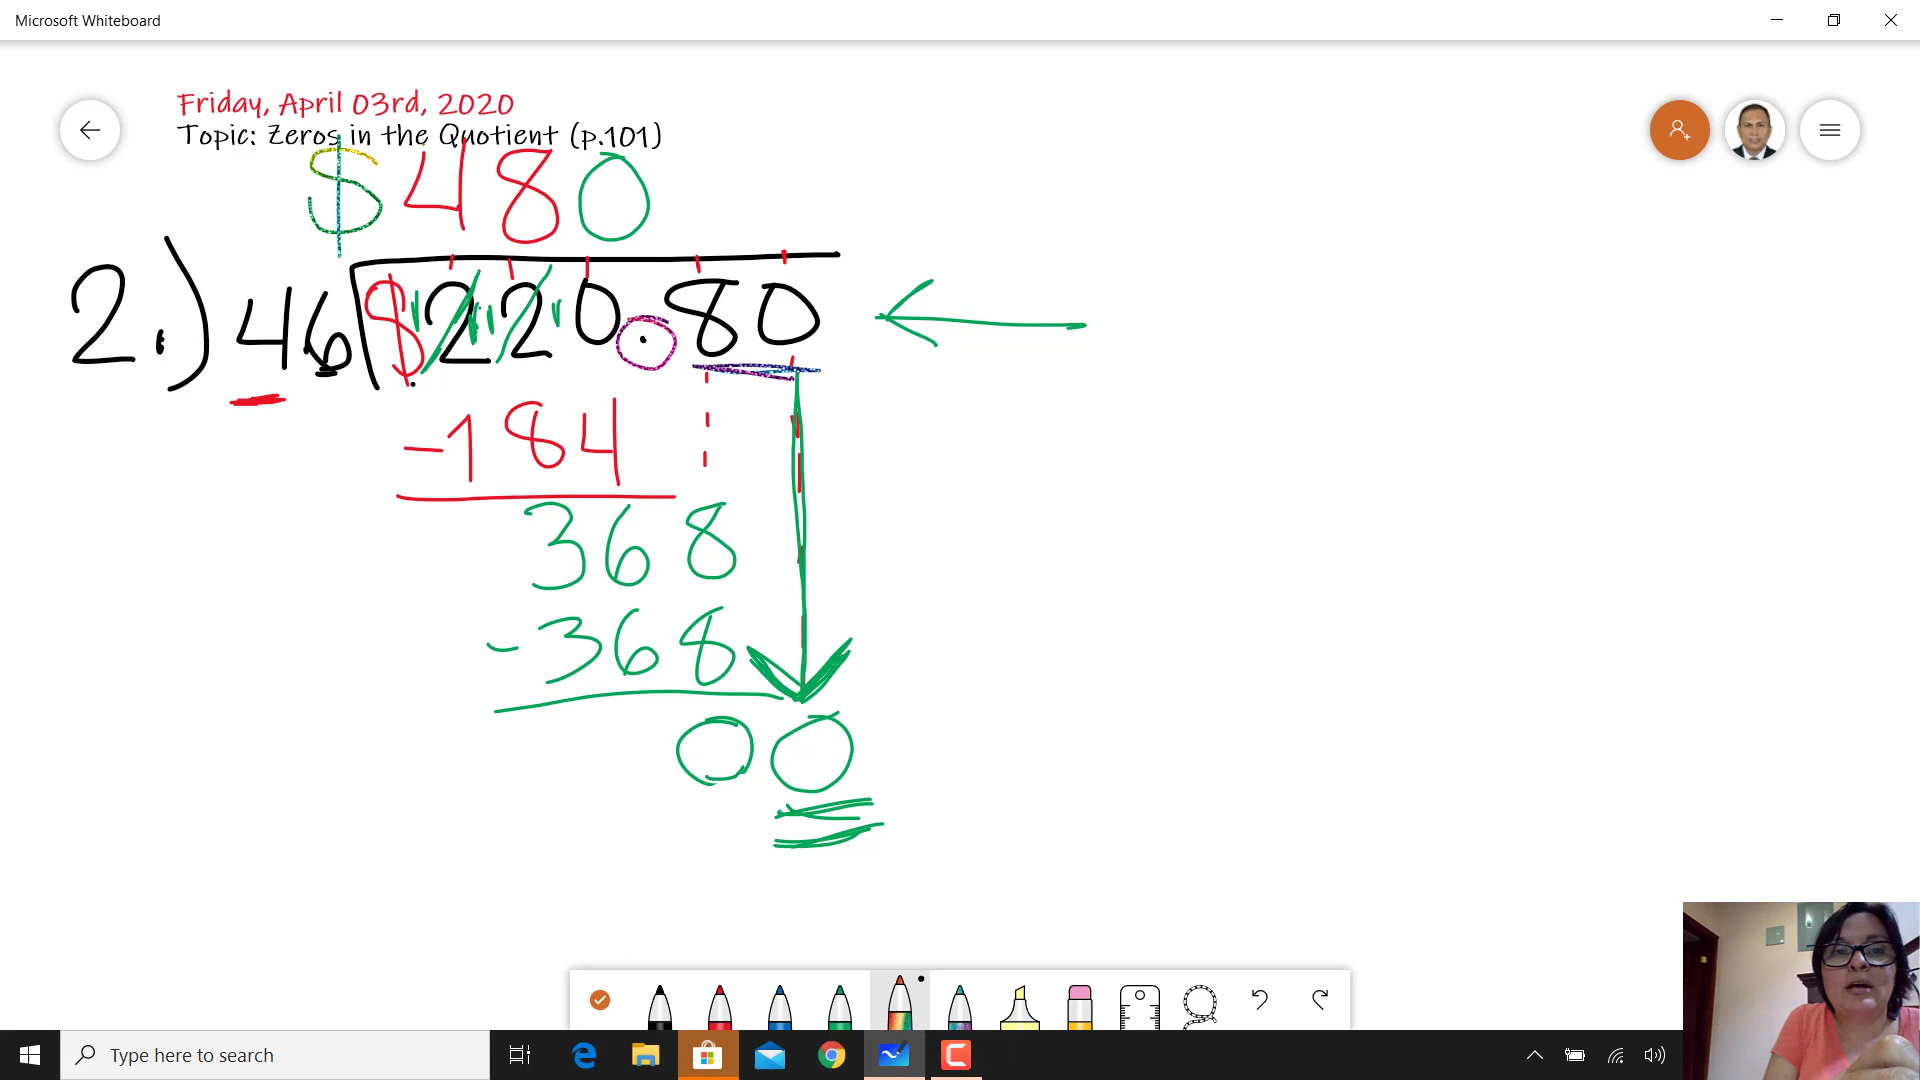 Microsoft Whiteboard
Friday, April 03rd, 2020
Topic: Zeros in the Quotient (p.101)
$480
2.) 46 $220.80
-184
368
-368
00
Type here to search